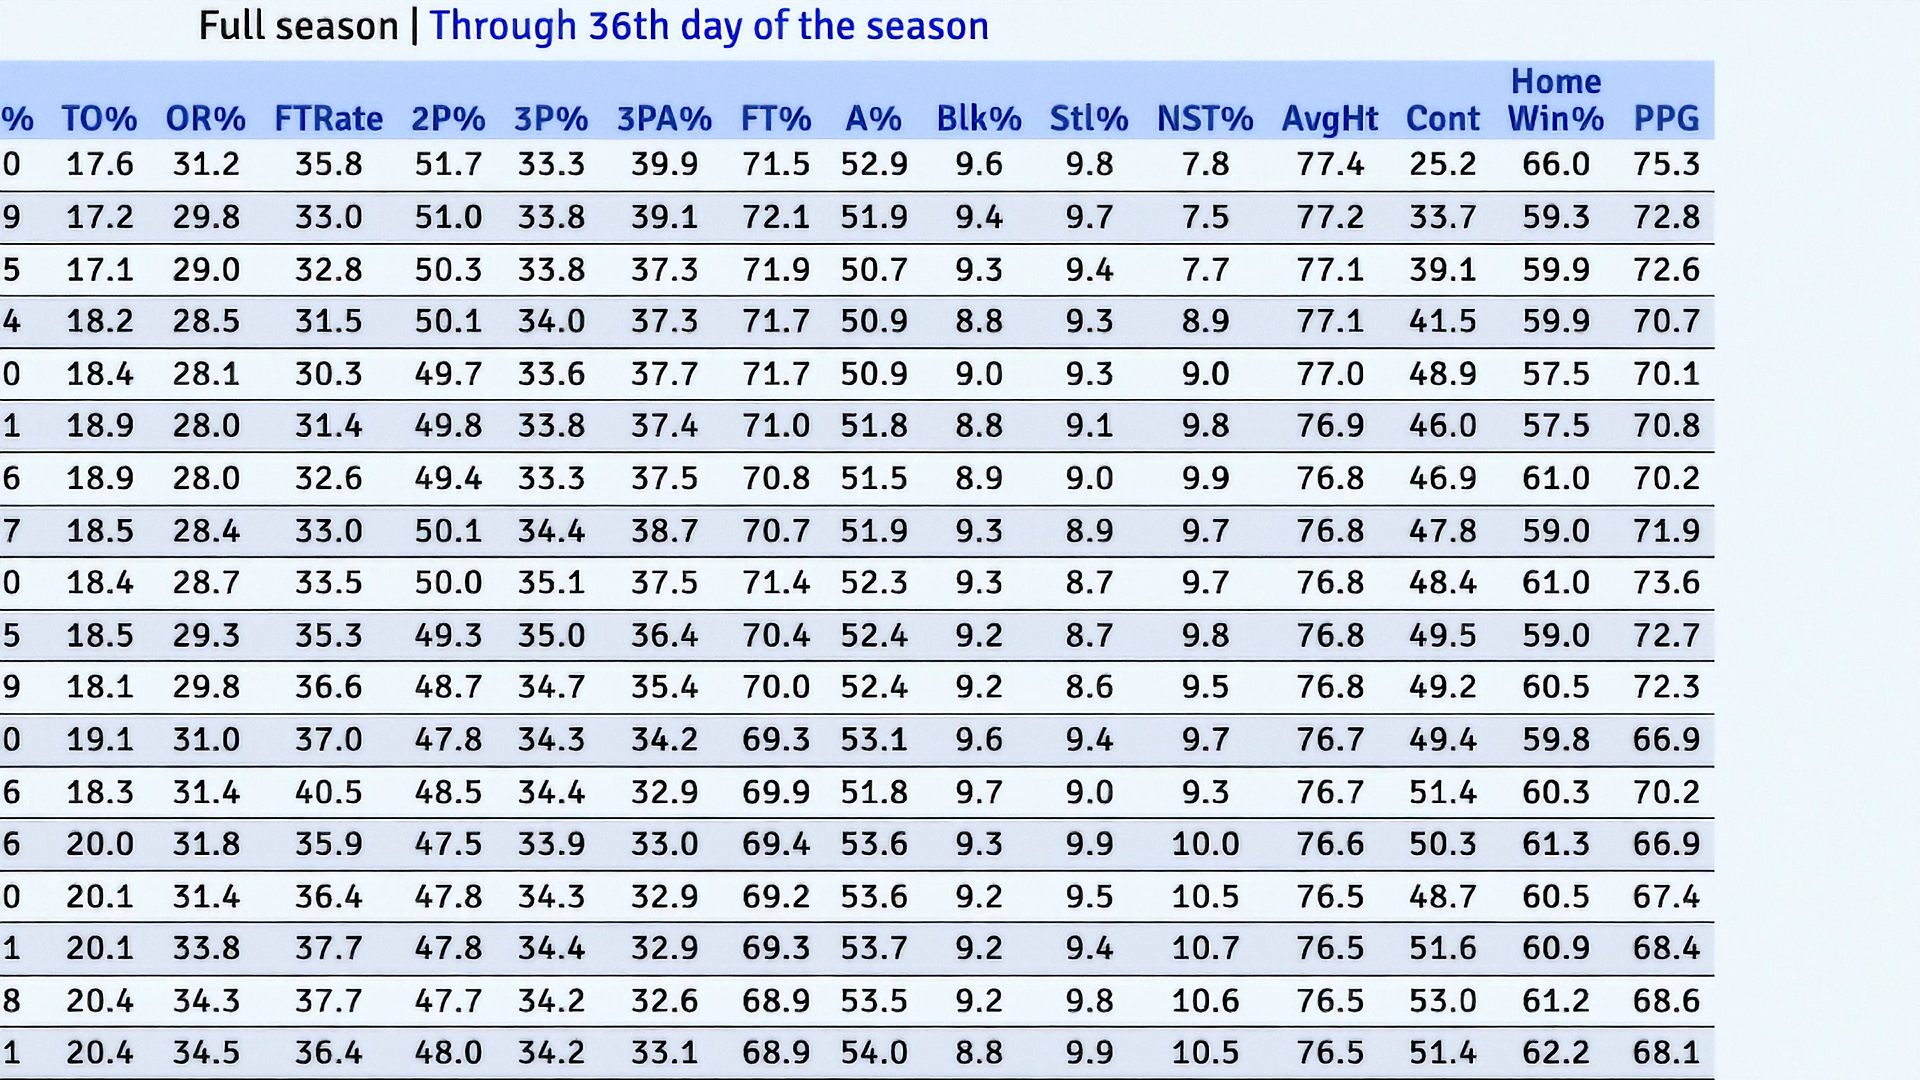 Full season | Through 36th day of the season
Home
% TO% OR% FTRate 2P% 3P% 3PA% FT% A% Blk% Stl% NST% AvgHt Cont Win% PPG
0 17.6 31.2 35.8 51.7 33.3 39.9 71.5 52.9 9.6 9.8 7.8 77.4 25.2 66.0 75.3
9 17.2 29.8 33.0 51.0 33.8 39.1 72.1 51.9 9.4 9.7 7.5 77.2 33.7 59.3 72.8
5 17.1 29.0 32.8 50.3 33.8 37.3 71.9 50.7 9.3 9.4 7.7 77.1 39.1 59.9 72.6
4 18.2 28.5 31.5 50.1 34.0 37.3 71.7 50.9 8.8 9.3 8.9 77.1 41.5 59.9 70.7
0 18.4 28.1 30.3 49.7 33.6 37.7 71.7 50.9 9.0 9.3 9.0 77.0 48.9 57.5 70.1
1 18.9 28.0 31.4 49.8 33.8 37.4 71.0 51.8 8.8 9.1 9.8 76.9 46.0 57.5 70.8
6 18.9 28.0 32.6 49.4 33.3 37.5 70.8 51.5 8.9 9.0 9.9 76.8 46.9 61.0 70.2
7 18.5 28.4 33.0 50.1 34.4 38.7 70.7 51.9 9.3 8.9 9.7 76.8 47.8 59.0 71.9
0 18.4 28.7 33.5 50.0 35.1 37.5 71.4 52.3 9.3 8.7 9.7 76.8 48.4 61.0 73.6
5 18.5 29.3 35.3 49.3 35.0 36.4 70.4 52.4 9.2 8.7 9.8 76.8 49.5 59.0 72.7
9 18.1 29.8 36.6 48.7 34.7 35.4 70.0 52.4 9.2 8.6 9.5 76.8 49.2 60.5 72.3
0 19.1 31.0 37.0 47.8 34.3 34.2 69.3 53.1 9.6 9.4 9.7 76.7 49.4 59.8 66.9
6 18.3 31.4 40.5 48.5 34.4 32.9 69.9 51.8 9.7 9.0 9.3 76.7 51.4 60.3 70.2
6 20.0 31.8 35.9 47.5 33.9 33.0 69.4 53.6 9.3 9.9 10.0 76.6 50.3 61.3 66.9
0 20.1 31.4 36.4 47.8 34.3 32.9 69.2 53.6 9.2 9.5 10.5 76.5 48.7 60.5 67.4
1 20.1 33.8 37.7 47.8 34.4 32.9 69.3 53.7 9.2 9.4 10.7 76.5 51.6 60.9 68.4
8 20.4 34.3 37.7 47.7 34.2 32.6 68.9 53.5 9.2 9.8 10.6 76.5 53.0 61.2 68.6
1 20.4 34.5 36.4 48.0 34.2 33.1 68.9 54.0 8.8 9.9 10.5 76.5 51.4 62.2 68.1